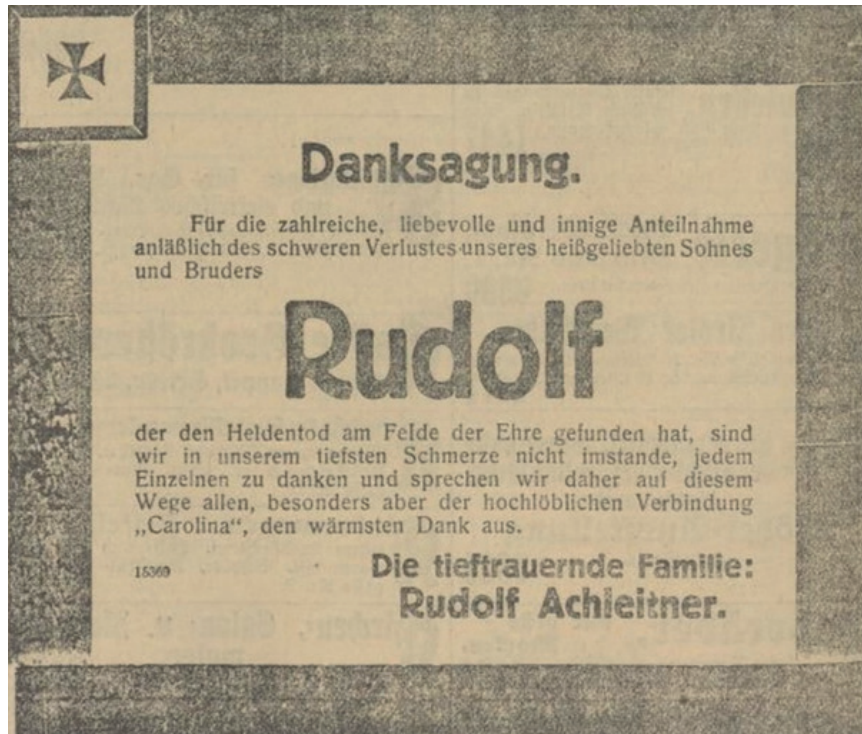 Danksagung.
Für die zahlreiche, liebevolle und innige Anteilnahme
anläßlich des schweren Verlustes unseres heißgeliebten Sohnes
und Bruders
Rudolf
der den Heldentod am Felde der Ehre gefunden hat, sind
wir in unserem tiefsten Schmerze nicht imstande, jedem
Einzelnen zu danken und sprechen wir daher auf diesem
Wege allen, besonders aber der hochlöblichen Verbindung
„Carolina“, den wärmsten Dank aus.
15369 Die tieftrauernde Familie:
Rudolf Achleitner.